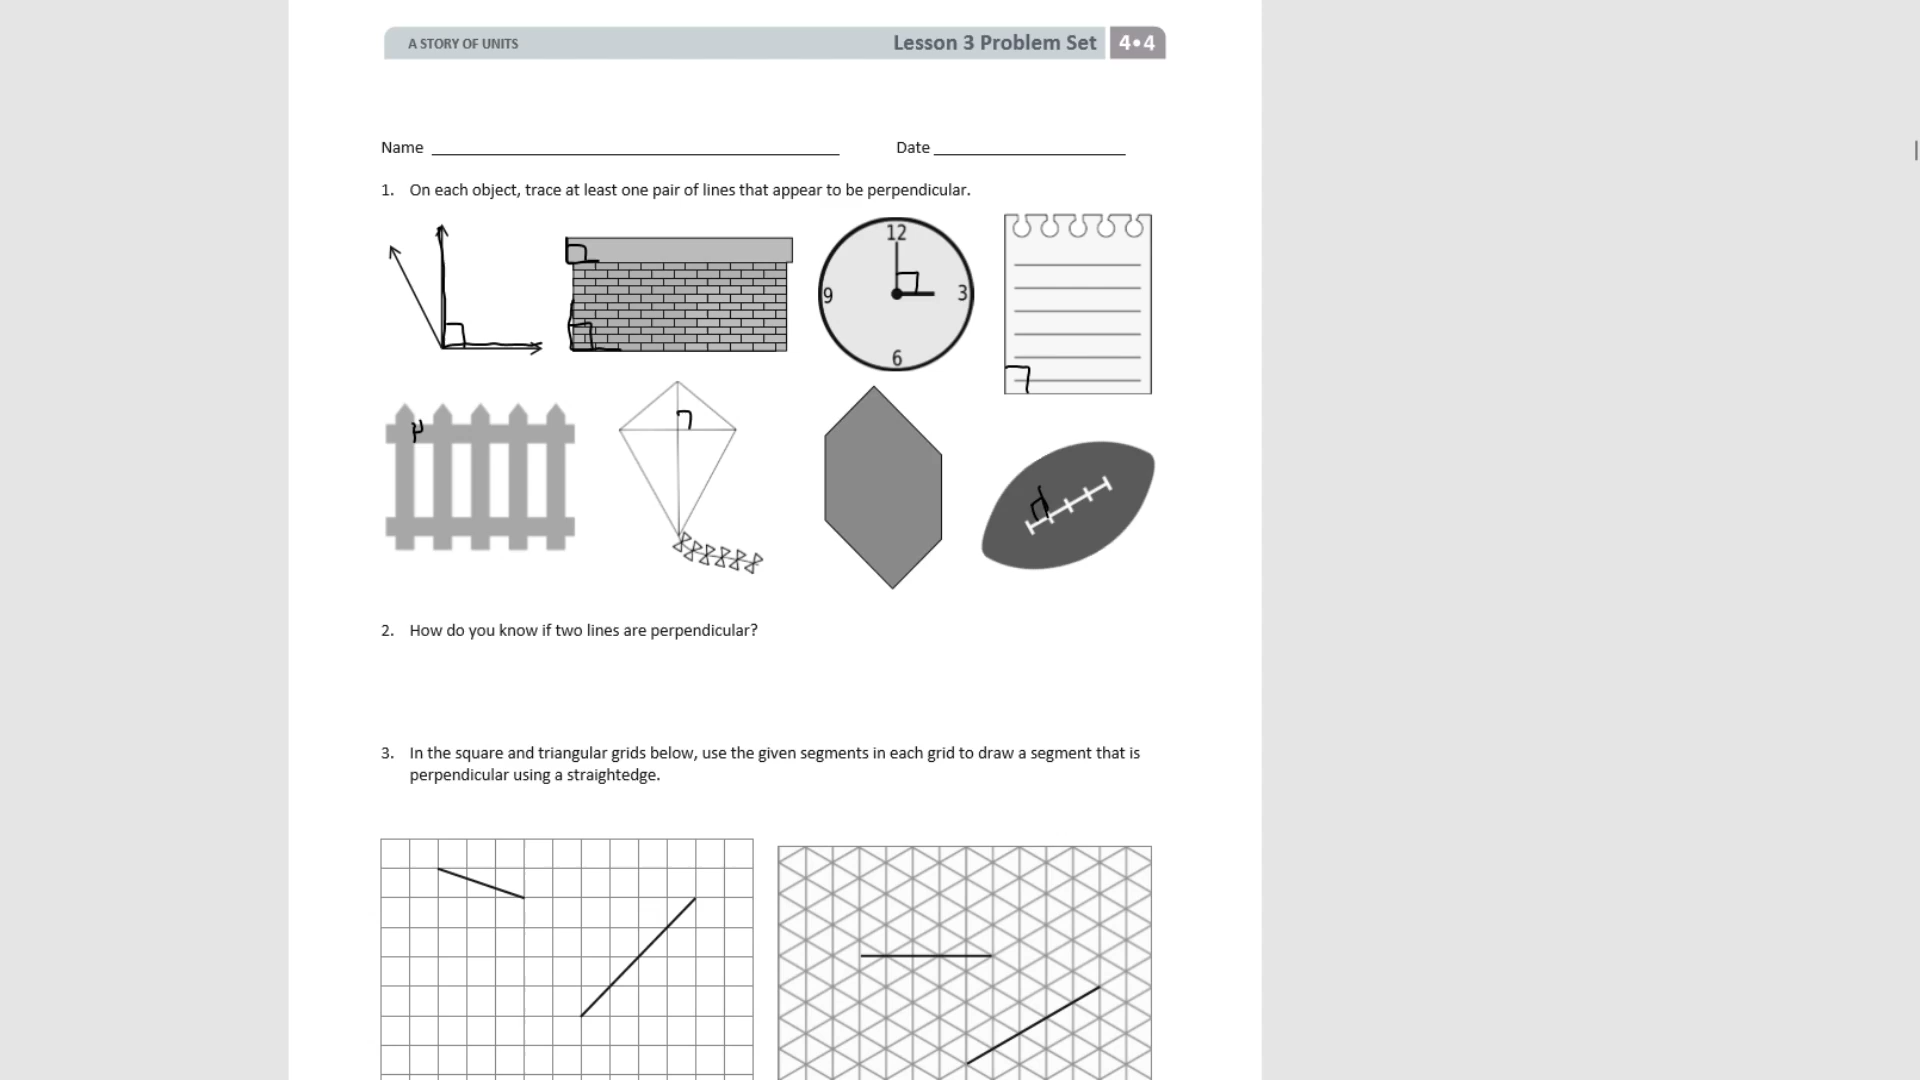 A STORY OF UNITS
Lesson 3 Problem Set 4•4
Name
Date
1. On each object, trace at least one pair of lines that appear to be perpendicular.
12
9
3
6
2. How do you know if two lines are perpendicular?
3. In the square and triangular grids below, use the given segments in each grid to draw a segment that is
perpendicular using a straightedge.